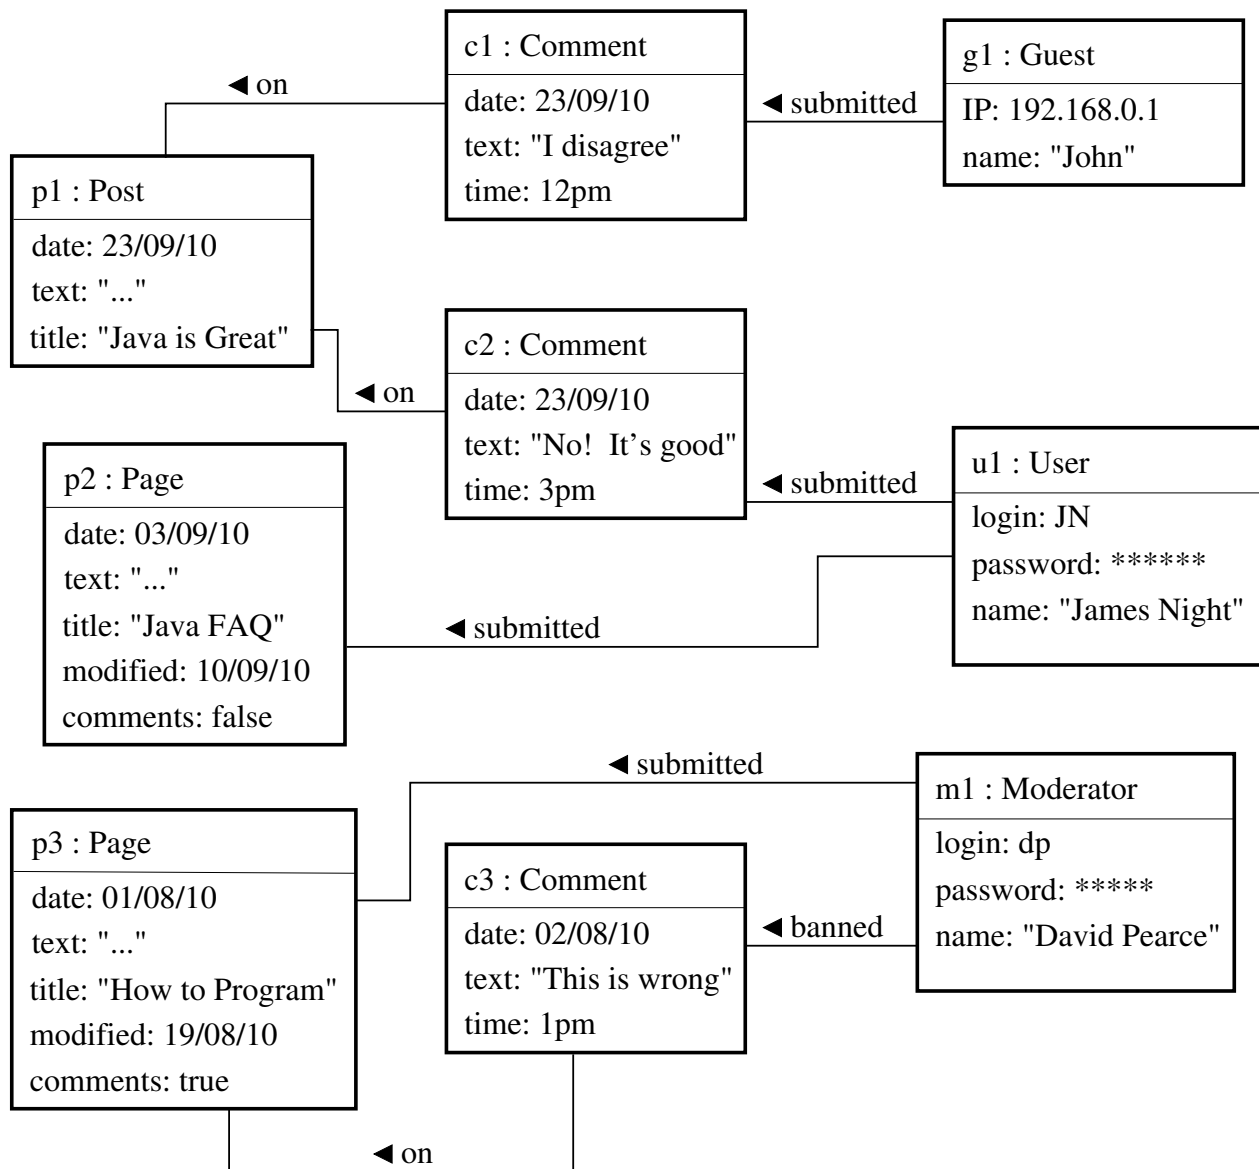 c1 : Comment
date: 23/09/10
text: "I disagree"
time: 12pm
g1 : Guest
IP: 192.168.0.1
name: "John"
◄ on
◄ submitted
p1 : Post
date: 23/09/10
text: "..."
title: "Java is Great"
c2 : Comment
date: 23/09/10
text: "No!  It's good"
time: 3pm
◄ on
◄ submitted
u1 : User
login: JN
password: ******
name: "James Night"
p2 : Page
date: 03/09/10
text: "..."
title: "Java FAQ"
modified: 10/09/10
comments: false
◄ submitted
◄ submitted
m1 : Moderator
login: dp
password: *****
name: "David Pearce"
p3 : Page
date: 01/08/10
text: "..."
title: "How to Program"
modified: 19/08/10
comments: true
c3 : Comment
date: 02/08/10
text: "This is wrong"
time: 1pm
◄ banned
◄ on